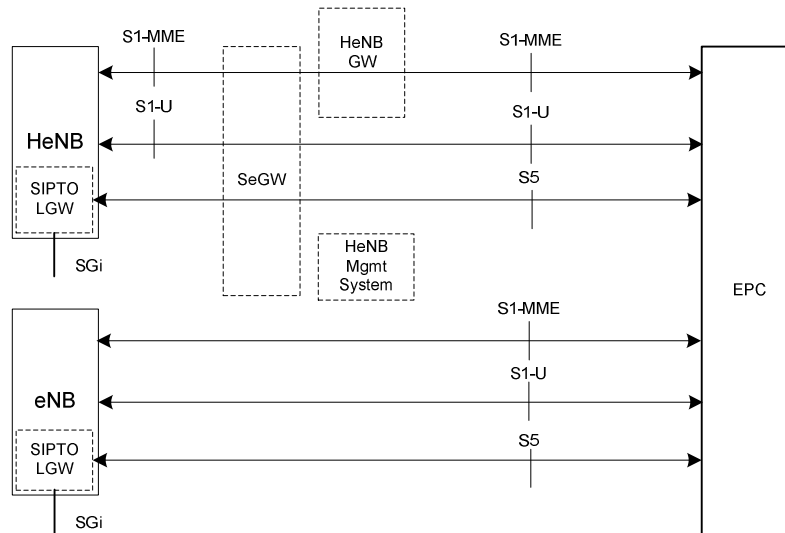 S1-MME
HeNB
GW
S1-MME
S1-U
S1-U
HeNB
SeGW
S5
SIPTO
LGW
SGi
HeNB
Mgmt
System
EPC
S1-MME
S1-U
eNB
S5
SIPTO
LGW
SGi